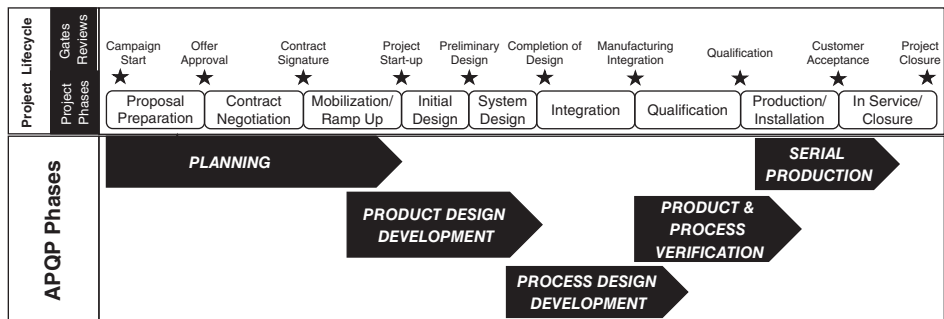 Project Lifecycle
Gates
Reviews
Campaign
Start
Offer
Approval
Contract
Signature
Project
Start-up
Preliminary
Design
Completion of
Design
Manufacturing
Integration
Qualification
Customer
Acceptance
Project
Closure
Project
Phases
Proposal
Preparation
Contract
Negotiation
Mobilization/
Ramp Up
Initial
Design
System
Design
Integration
Qualification
Production/
Installation
In Service/
Closure
APQP Phases
PLANNING
SERIAL
PRODUCTION
PRODUCT DESIGN
DEVELOPMENT
PRODUCT &
PROCESS
VERIFICATION
PROCESS DESIGN
DEVELOPMENT